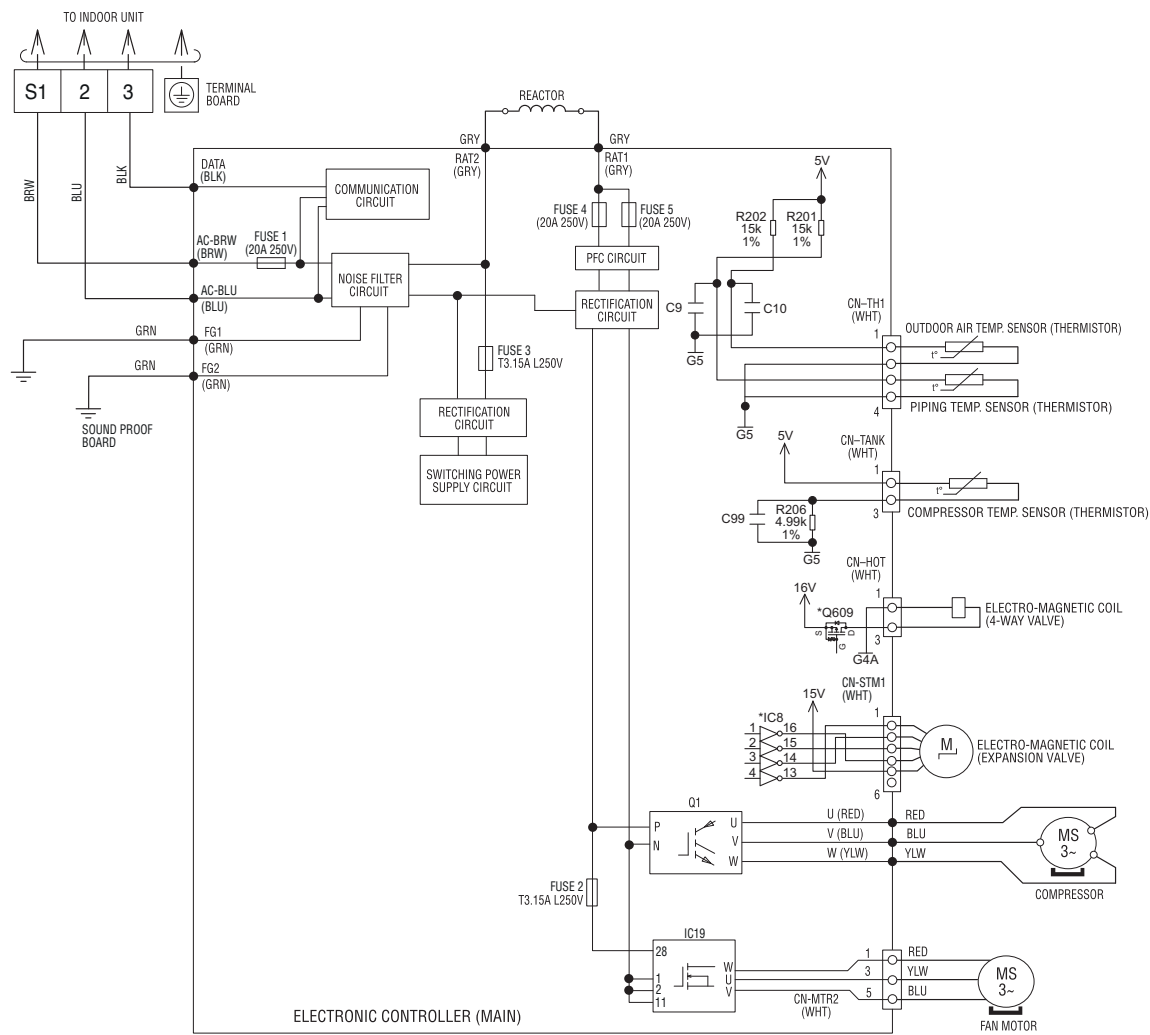 TO INDOOR UNIT
S1
2
3
TERMINAL
BOARD
BRW
BLU
BLK
REACTOR
GRY
GRY
RAT2
(GRY)
RAT1
(GRY)
DATA
(BLK)
COMMUNICATION
CIRCUIT
AC-BRW
(BRW)
FUSE 1
(20A 250V)
NOISE FILTER
CIRCUIT
AC-BLU
(BLU)
GRN
FG1
(GRN)
GRN
FG2
(GRN)
SOUND PROOF
BOARD
FUSE 4
(20A 250V)
FUSE 5
(20A 250V)
PFC CIRCUIT
RECTIFICATION
CIRCUIT
FUSE 3
T3.15A L250V
RECTIFICATION
CIRCUIT
SWITCHING POWER
SUPPLY CIRCUIT
5V
R202
15k
1%
R201
15k
1%
C9
C10
G5
CN–TH1
(WHT)
1
4
OUTDOOR AIR TEMP. SENSOR (THERMISTOR)
t°
t°
PIPING TEMP. SENSOR (THERMISTOR)
G5
5V
CN–TANK
(WHT)
1
3
t°
COMPRESSOR TEMP. SENSOR (THERMISTOR)
C99
R206
4.99k
1%
G5
CN–HOT
(WHT)
1
3
16V
*Q609
S
D
G
G4A
ELECTRO-MAGNETIC COIL
(4-WAY VALVE)
CN-STM1
(WHT)
15V
1
6
*IC8
1
16
2
15
3
14
4
13
M
ELECTRO-MAGNETIC COIL
(EXPANSION VALVE)
Q1
P
N
U
V
W
U (RED)
RED
V (BLU)
BLU
W (YLW)
YLW
MS
3~
COMPRESSOR
FUSE 2
T3.15A L250V
IC19
28
1
2
11
W
U
V
1
3
5
CN-MTR2
(WHT)
RED
YLW
BLU
MS
3~
FAN MOTOR
ELECTRONIC CONTROLLER (MAIN)